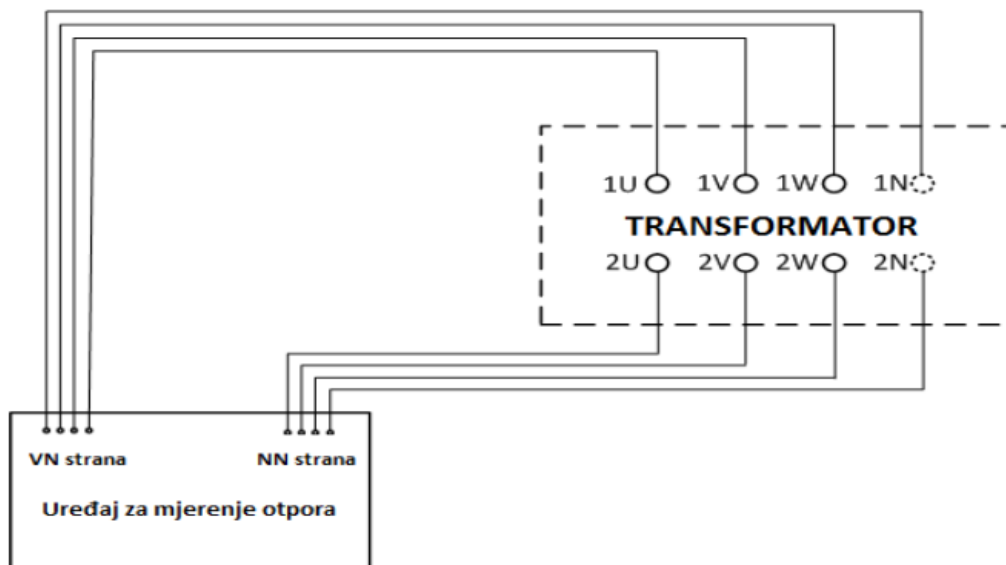 1U 1V 1W 1N
TRANSFORMATOR
2U 2V 2W 2N
VN strana NN strana
Uređaj za mjerenje otpora